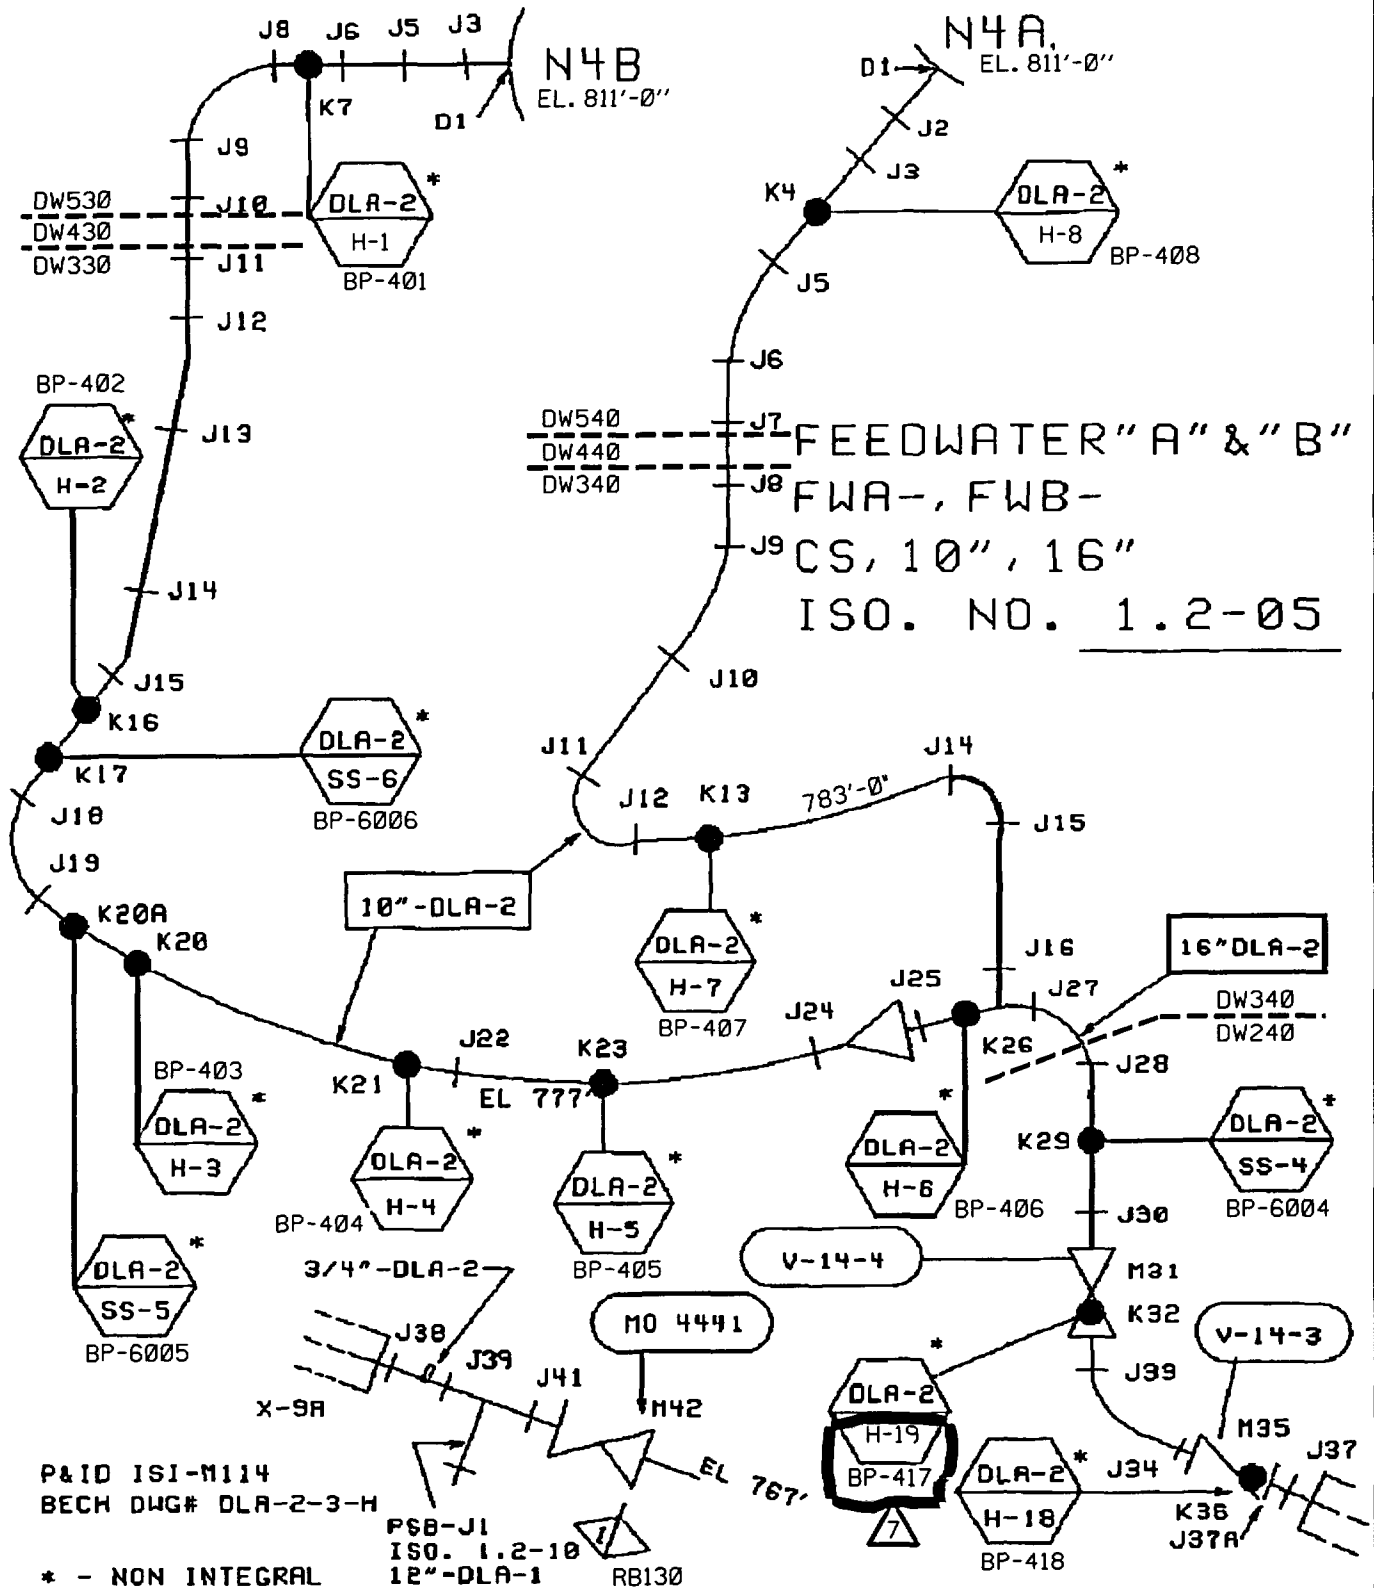 J8
J6
J5
J3
N4B
EL. 811'-0"
D1
K7
N4A.
EL. 811'-0"
D1
J2
J3
K4
DLA-2 *
H-8
BP-408
J5
J9
J10
DW530
DW430
DW330
J11
J12
DLA-2 *
H-1
BP-401
J6
BP-402
DLA-2 *
H-2
J13
J14
J15
K16
DW540
DW440
DW340
J7
J8
J9
FEEDWATER"A"&"B"
FWA-, FWB-
CS, 10", 16"
ISO. NO. 1.2-05
J10
K17
DLA-2 *
SS-6
BP-6006
J18
J19
J11
J12
K13
783'-0"
J14
J15
K20A
K20
10"-DLA-2
DLA-2 *
H-7
BP-407
J16
16"DLA-2
J25
J27
DW340
DW240
J24
K26
J28
BP-403
DLA-2 *
H-3
K21
J22
EL 777'
K23
DLA-2 *
H-4
BP-404
DLA-2 *
H-5
BP-405
DLA-2 *
H-6
BP-406
K29
DLA-2 *
SS-4
BP-6004
J30
DLA-2 *
SS-5
BP-6005
3/4"-DLA-2
MO 4441
V-14-4
M31
K32
V-14-3
J38
J39
J41
M42
X-9A
EL 767'
DLA-2 *
H-19
BP-417
7
J39
M35
J37
J34
DLA-2 *
H-18
BP-418
K36
J37A
P&ID ISI-M114
BECH DWG# DLA-2-3-H
PSB-J1
ISO. 1.2-10
12"-DLA-1
1
RB130
* - NON INTEGRAL